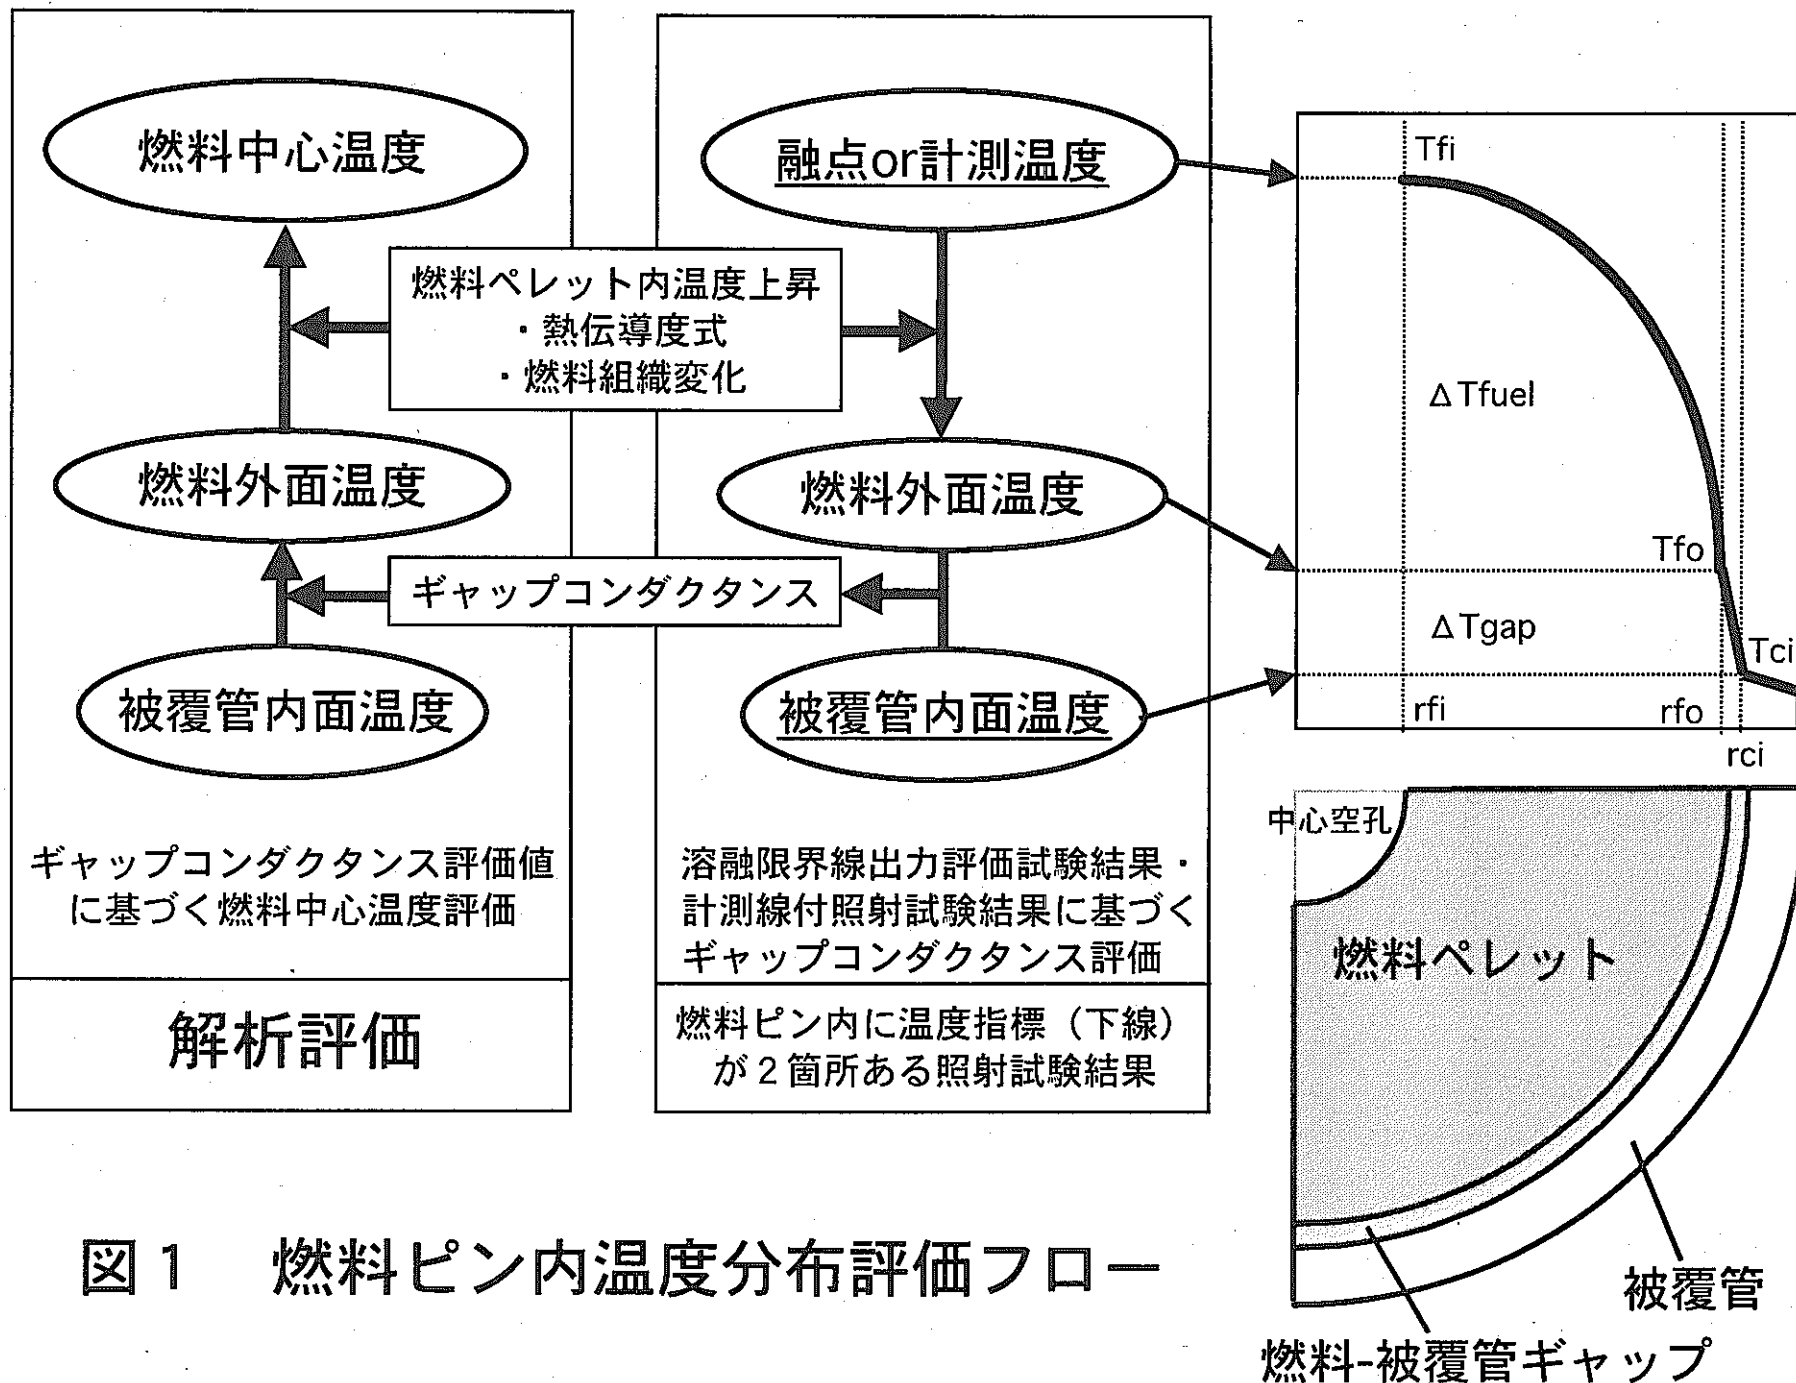 燃料中心温度
燃料ペレット内温度上昇
・熱伝導度式
・燃料組織変化
燃料外面温度
ギャップコンダクタンス
被覆管内面温度
ギャップコンダクタンス評価値
に基づく燃料中心温度評価
解析評価
融点or計測温度
燃料外面温度
被覆管内面温度
溶融限界線出力評価試験結果・
計測線付照射試験結果に基づく
ギャップコンダクタンス評価
燃料ピン内に温度指標（下線）
が２箇所ある照射試験結果
Tfi
ΔTfuel
Tfo
ΔTgap
Tci
rfi
rfo
rci
中心空孔
燃料ペレット
被覆管
燃料-被覆管ギャップ
図１　燃料ピン内温度分布評価フロー